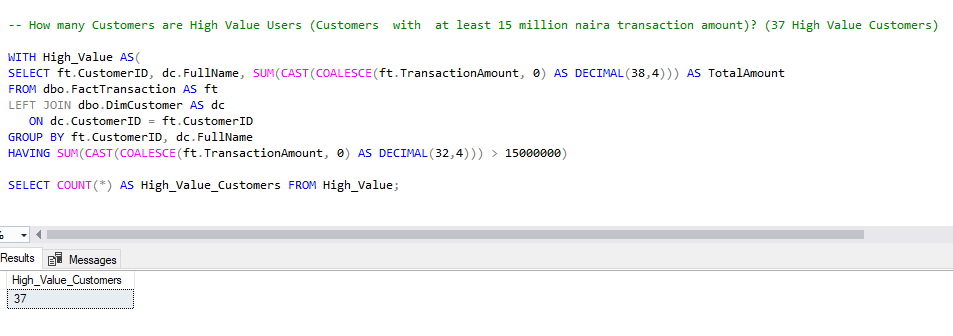 -- How many Customers are High Value Users (Customers  with  at least 15 million naira transaction amount)? (37 High Value Customers)
WITH High_Value AS(
SELECT ft.CustomerID, dc.FullName, SUM(CAST(COALESCE(ft.TransactionAmount, 0) AS DECIMAL(38,4))) AS TotalAmount
FROM dbo.FactTransaction AS ft
LEFT JOIN dbo.DimCustomer AS dc
   ON dc.CustomerID = ft.CustomerID
GROUP BY ft.CustomerID, dc.FullName
HAVING SUM(CAST(COALESCE(ft.TransactionAmount, 0) AS DECIMAL(32,4))) > 15000000)
SELECT COUNT(*) AS High_Value_Customers FROM High_Value;
Results Messages
High_Value_Customers
37